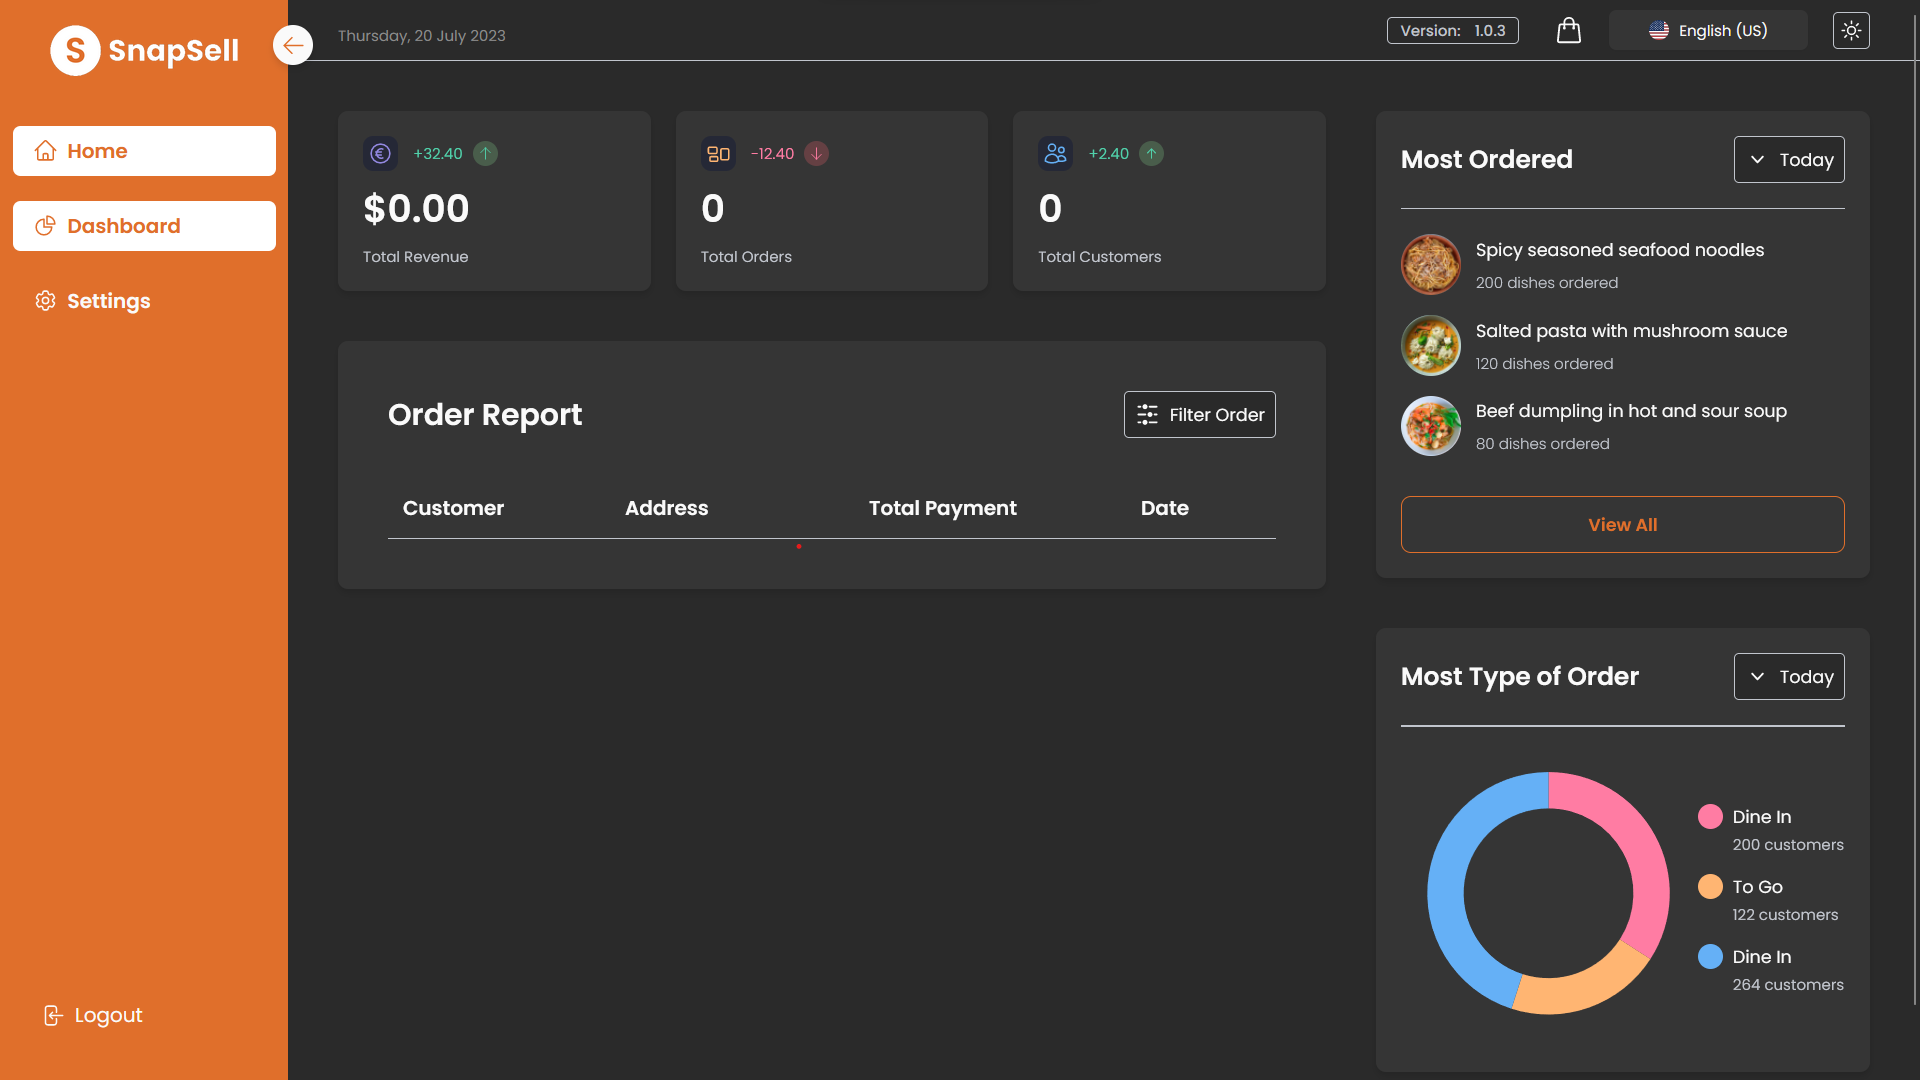 S SnapSell
Home
Dashboard
Settings
Logout
Thursday, 20 July 2023
Version: 1.0.3
English (US)
+32.40
$0.00
Total Revenue
-12.40
0
Total Orders
+2.40
0
Total Customers
Order Report
Filter Order
Customer Address Total Payment Date
Most Ordered
Today
Spicy seasoned seafood noodles
200 dishes ordered
Salted pasta with mushroom sauce
120 dishes ordered
Beef dumpling in hot and sour soup
80 dishes ordered
View All
Most Type of Order
Today
Dine In
200 customers
To Go
122 customers
Dine In
264 customers